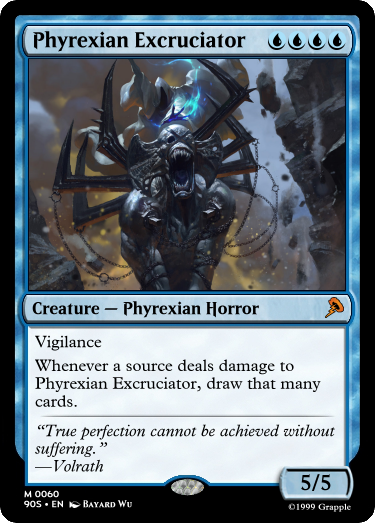 Phyrexian Excruciator
Creature — Phyrexian Horror
Vigilance
Whenever a source deals damage to
Phyrexian Excruciator, draw that many
cards.
“True perfection cannot be achieved without
suffering.”
—Volrath
5/5
M 0060
90S • EN Bayard Wu
©1999 Grapple